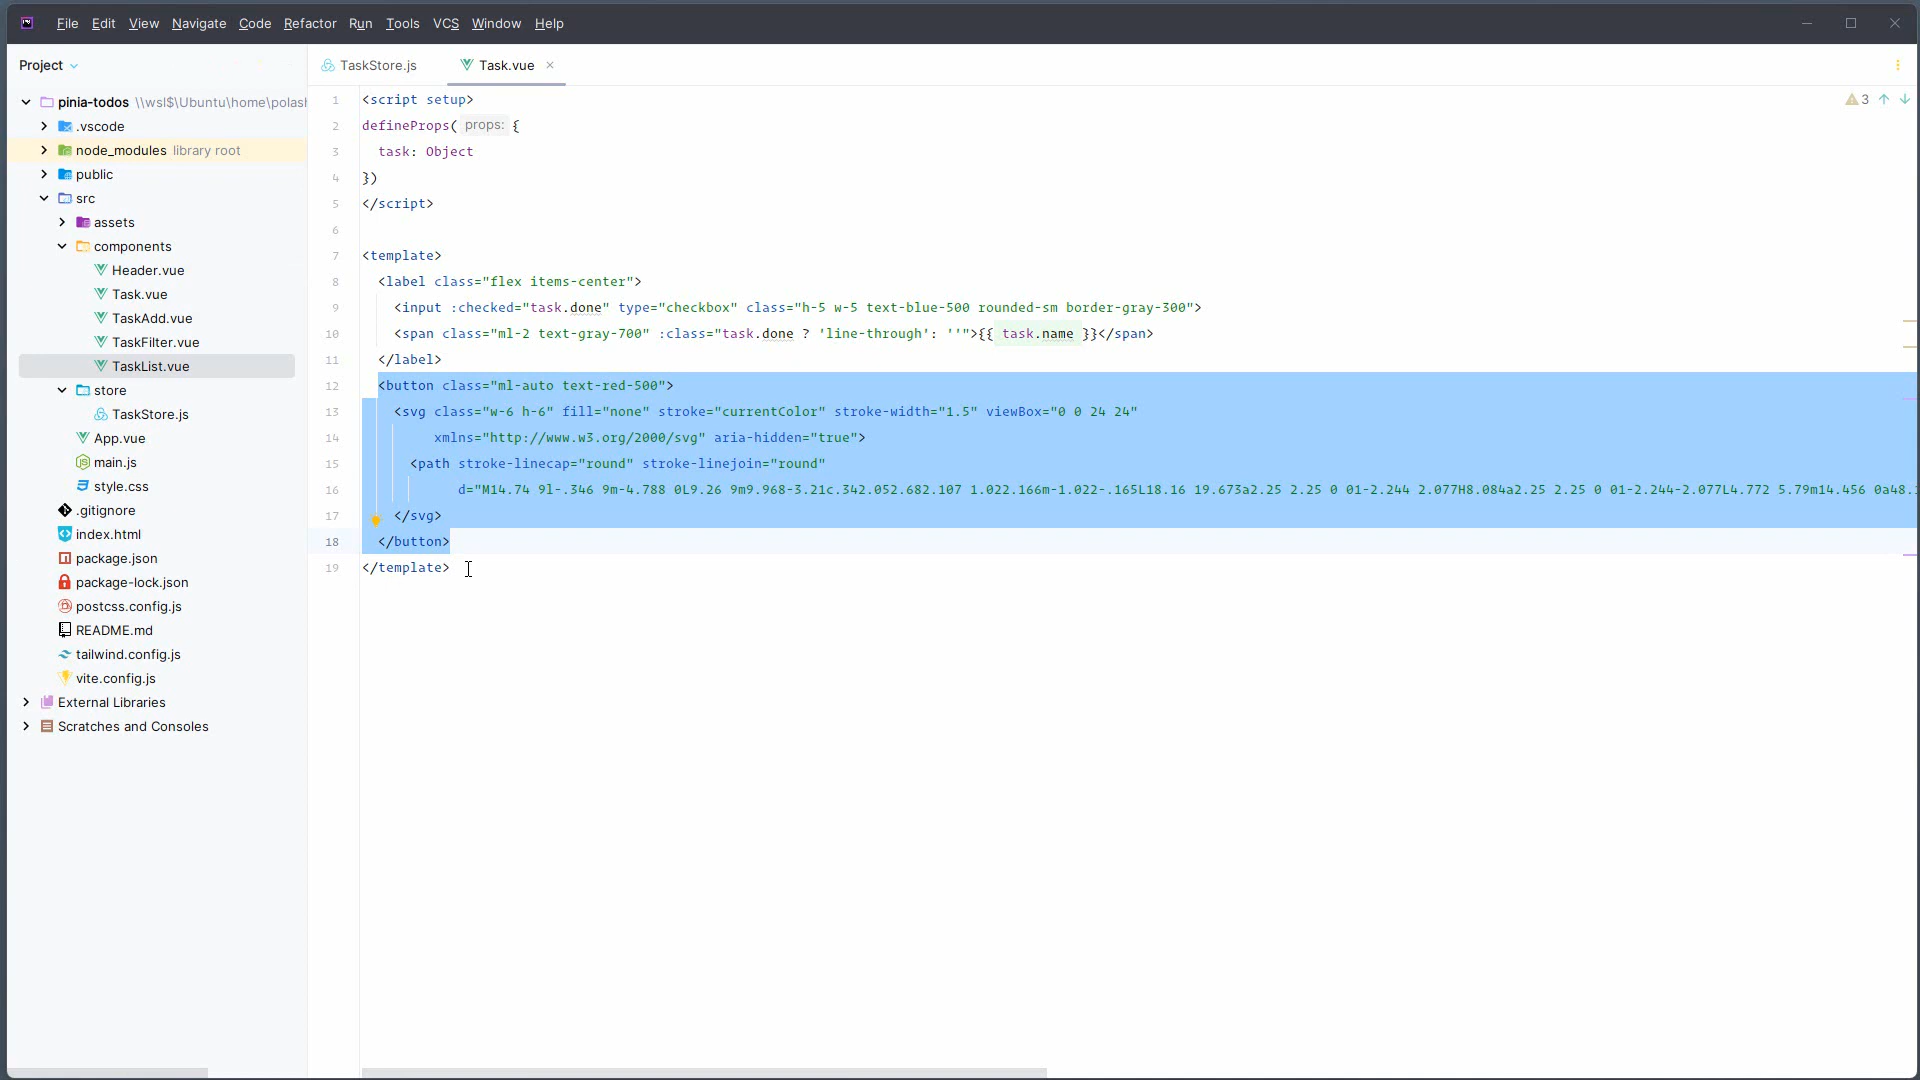 File Edit View Navigate Code Refactor Run Tools VCS Window Help
Project
TaskStore.js
Task.vue
pinia-todos \\wsl$\Ubuntu\home\polash
.vscode
node_modules library root
public
src
assets
components
Header.vue
Task.vue
TaskAdd.vue
TaskFilter.vue
TaskList.vue
store
TaskStore.js
App.vue
main.js
style.css
.gitignore
index.html
package.json
package-lock.json
postcss.config.js
README.md
tailwind.config.js
vite.config.js
External Libraries
Scratches and Consoles
3
1 <script setup>
2 defineProps( props: {
3 task: Object
4 })
5 </script>
6
7 <template>
8 <label class="flex items-center">
9 <input :checked="task.done" type="checkbox" class="h-5 w-5 text-blue-500 rounded-sm border-gray-300">
10 <span class="ml-2 text-gray-700" :class="task.done ? 'line-through': ''">{{ task.name }}</span>
11 </label>
12 <button class="ml-auto text-red-500">
13 <svg class="w-6 h-6" fill="none" stroke="currentColor" stroke-width="1.5" viewBox="0 0 24 24"
14 xmlns="http://www.w3.org/2000/svg" aria-hidden="true">
15 <path stroke-linecap="round" stroke-linejoin="round"
16 d="M14.74 9l-.346 9m-4.788 0L9.26 9m9.968-3.21c.342.052.682.107 1.022.166m-1.022-.165L18.16 19.673a2.25 2.25 0 01-2.244 2.077H8.084a2.25 2.25 0 01-2.244-2.077L4.772 5.79m14.456 0a48.
17 </svg>
18 </button>
19 </template>